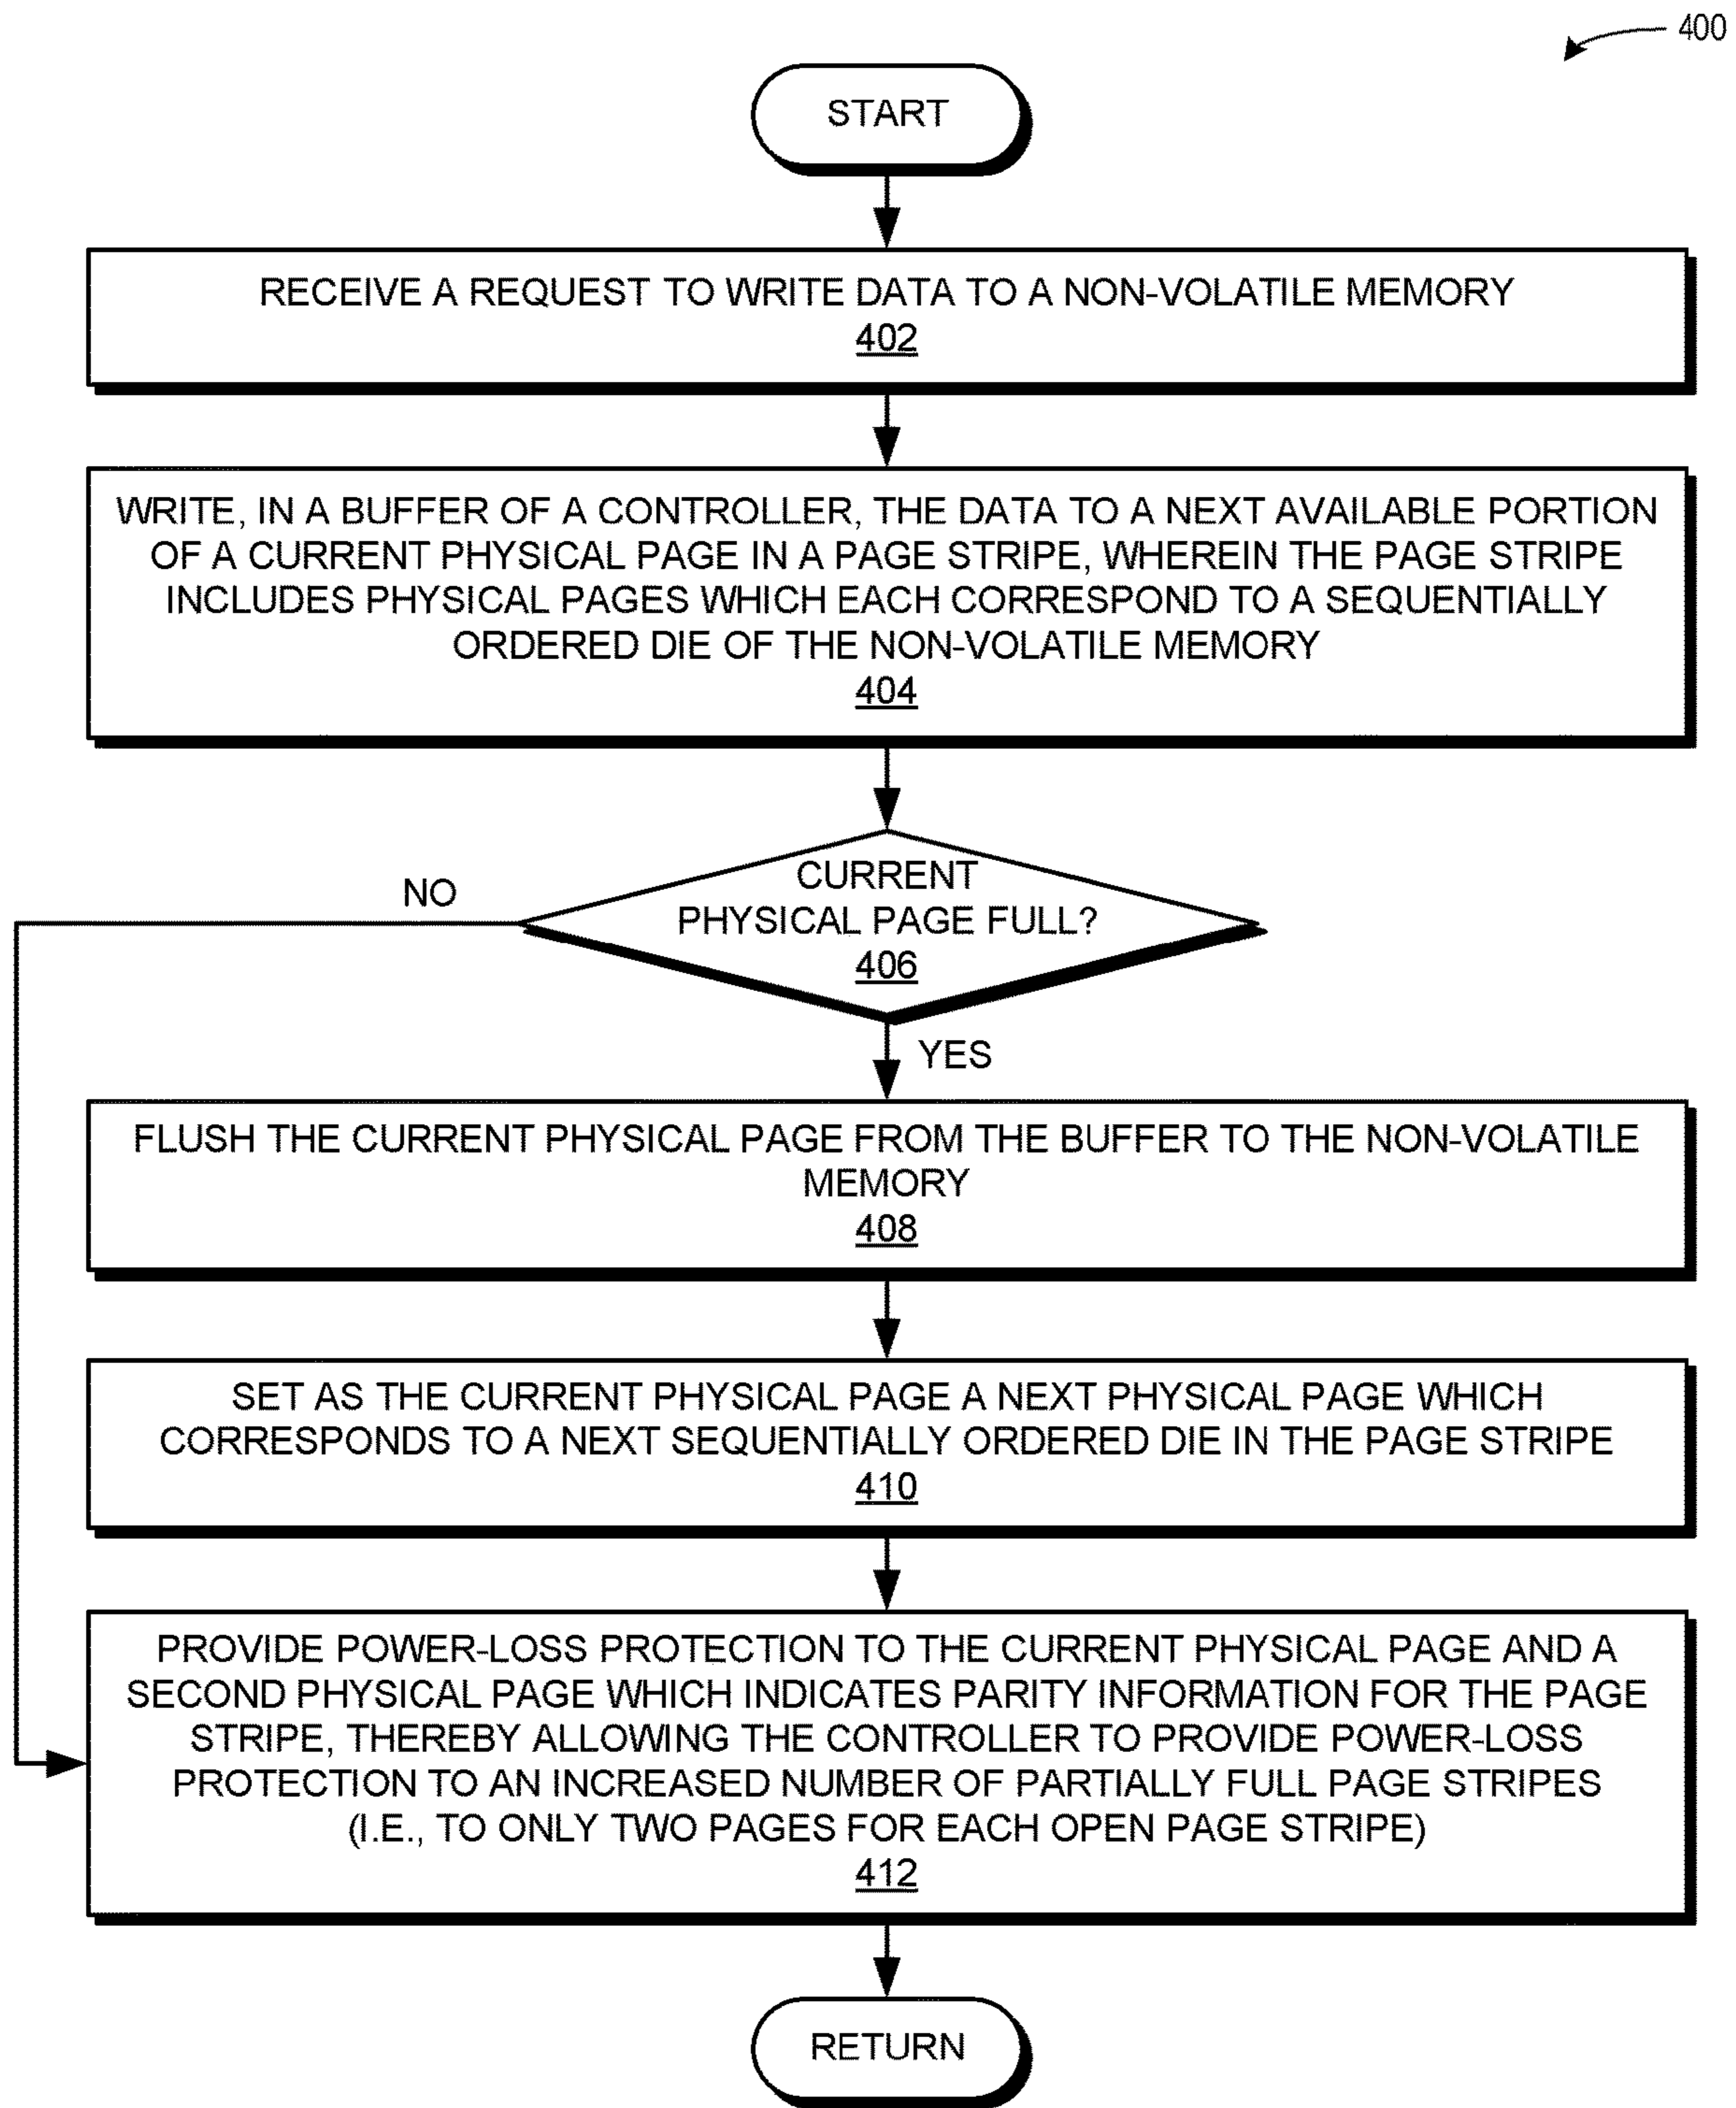 400
START
RECEIVE A REQUEST TO WRITE DATA TO A NON-VOLATILE MEMORY
402
WRITE, IN A BUFFER OF A CONTROLLER, THE DATA TO A NEXT AVAILABLE PORTION
OF A CURRENT PHYSICAL PAGE IN A PAGE STRIPE, WHEREIN THE PAGE STRIPE
INCLUDES PHYSICAL PAGES WHICH EACH CORRESPOND TO A SEQUENTIALLY
ORDERED DIE OF THE NON-VOLATILE MEMORY
404
NO
CURRENT
PHYSICAL PAGE FULL?
406
YES
FLUSH THE CURRENT PHYSICAL PAGE FROM THE BUFFER TO THE NON-VOLATILE
MEMORY
408
SET AS THE CURRENT PHYSICAL PAGE A NEXT PHYSICAL PAGE WHICH
CORRESPONDS TO A NEXT SEQUENTIALLY ORDERED DIE IN THE PAGE STRIPE
410
PROVIDE POWER-LOSS PROTECTION TO THE CURRENT PHYSICAL PAGE AND A
SECOND PHYSICAL PAGE WHICH INDICATES PARITY INFORMATION FOR THE PAGE
STRIPE, THEREBY ALLOWING THE CONTROLLER TO PROVIDE POWER-LOSS
PROTECTION TO AN INCREASED NUMBER OF PARTIALLY FULL PAGE STRIPES
(I.E., TO ONLY TWO PAGES FOR EACH OPEN PAGE STRIPE)
412
RETURN